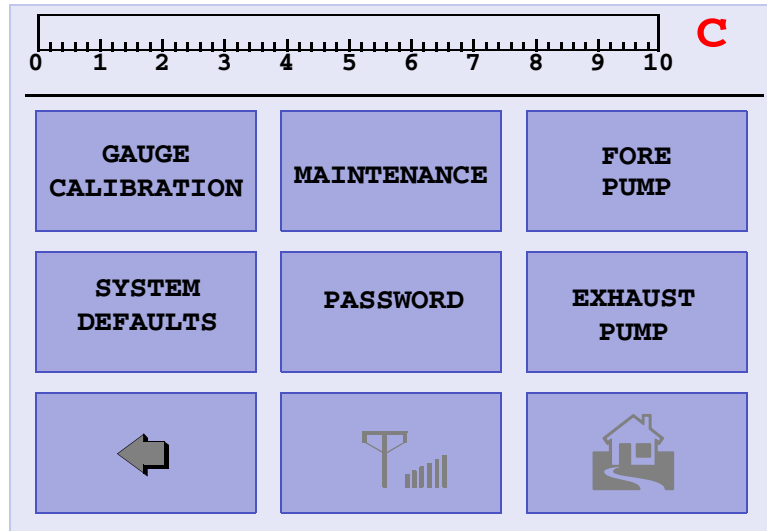 C
0 1 2 3 4 5 6 7 8 9 10
GAUGE
CALIBRATION
MAINTENANCE
FORE
PUMP
SYSTEM
DEFAULTS
PASSWORD
EXHAUST
PUMP